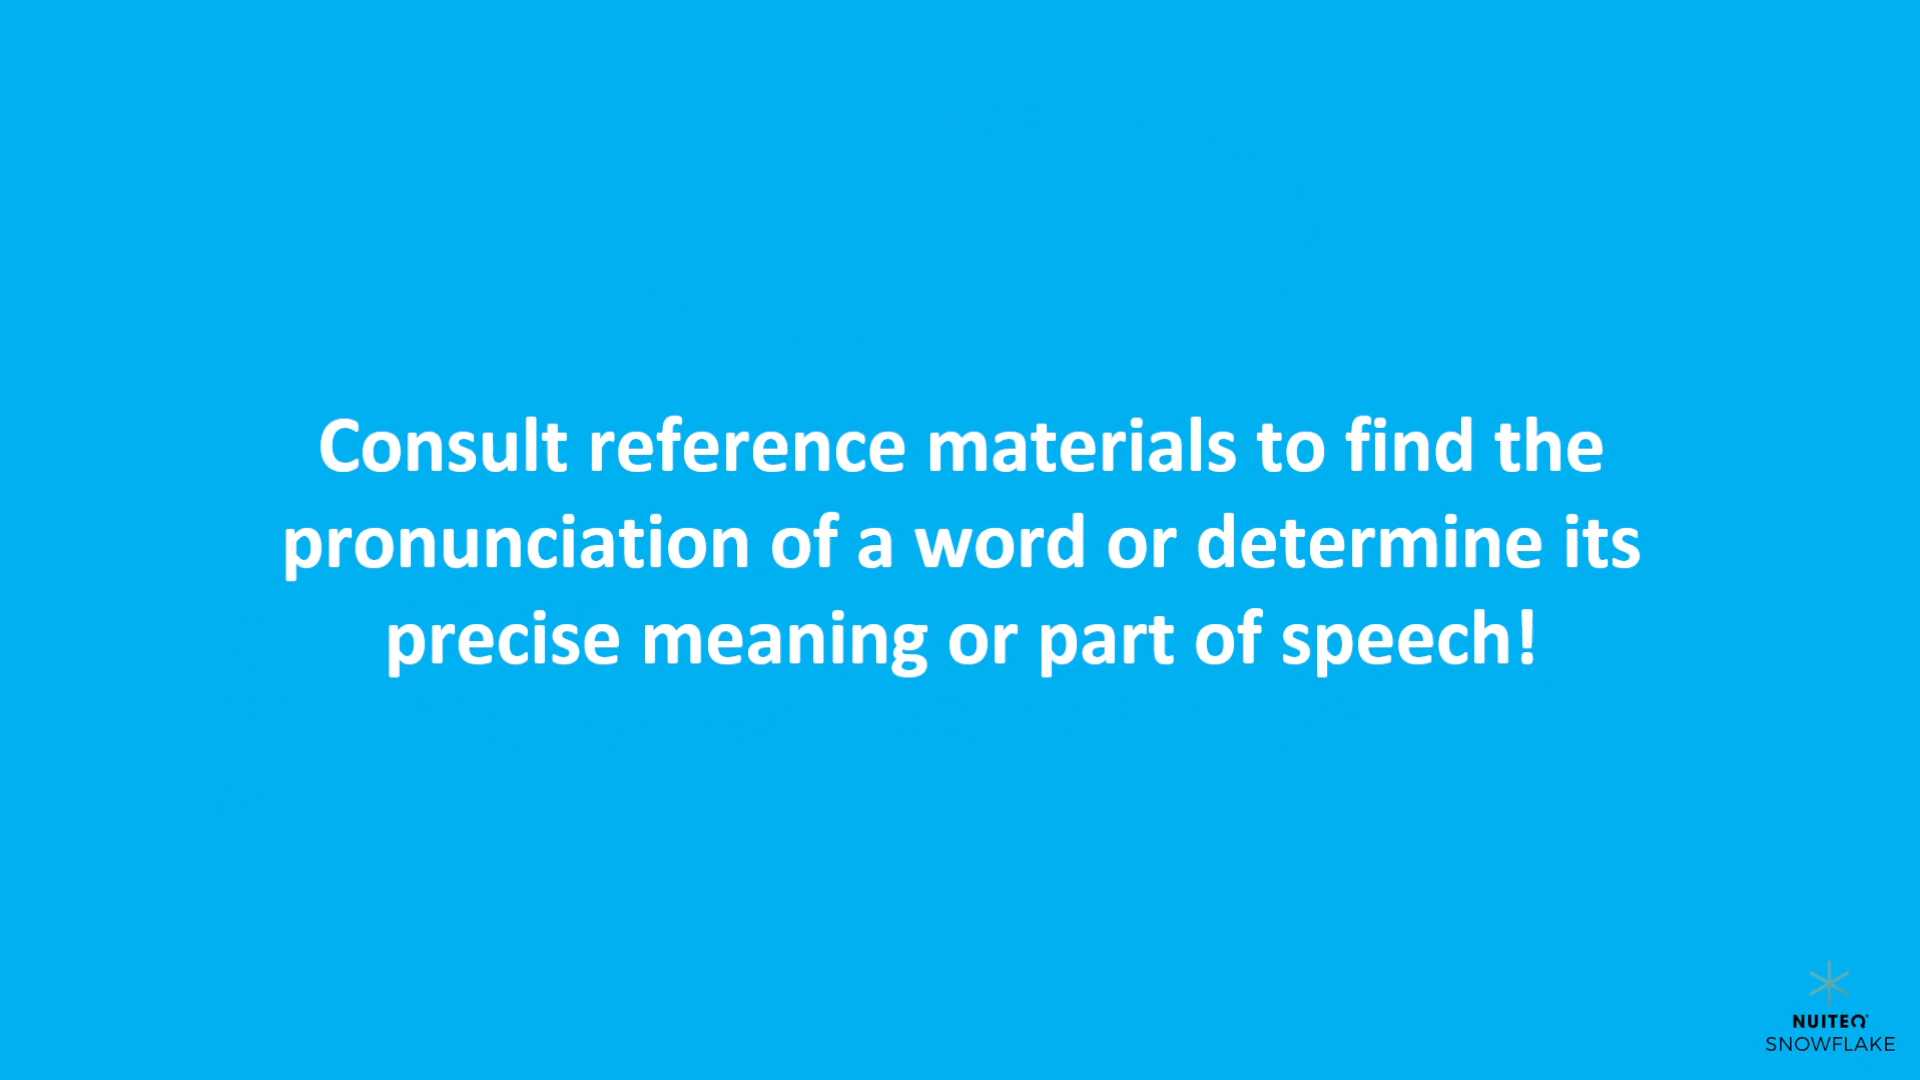 Consult reference materials to find the
pronunciation of a word or determine its
precise meaning or part of speech!
NUITEQ
SNOWFLAKE